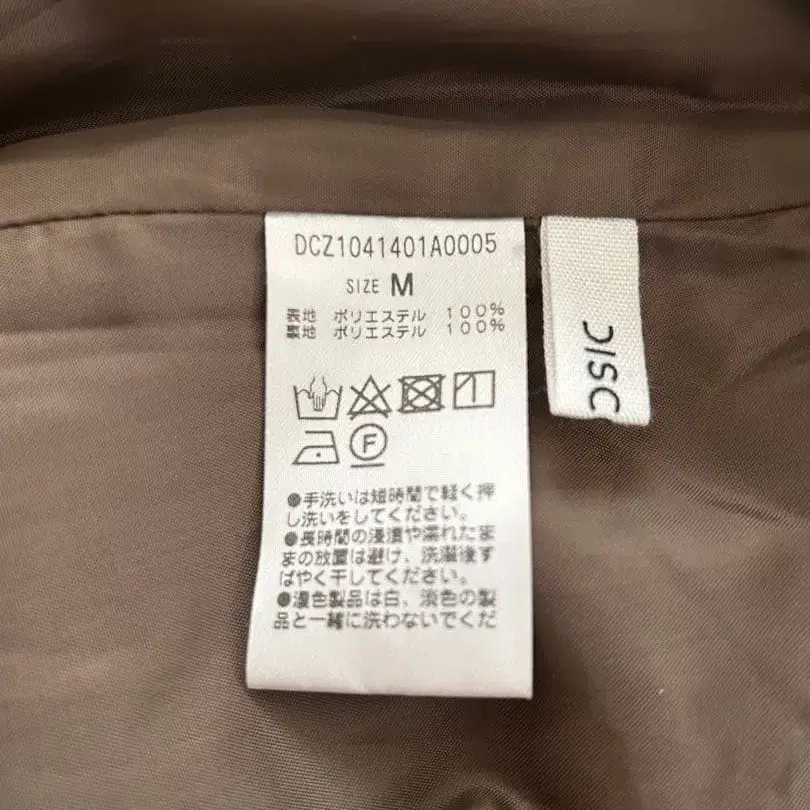 DCZ1041401A0005
SIZE M
表地 ポリエステル 100%
裏地 ポリエステル 100%
F
●手洗いは短時間で軽く押
し洗いをしてください。
●長時間の浸漬や濡れたま
まの放置は避け、洗濯後す
ばやく干してください。
●濃色製品は白、淡色の製
品と一緒に洗わないでくだ
DISC